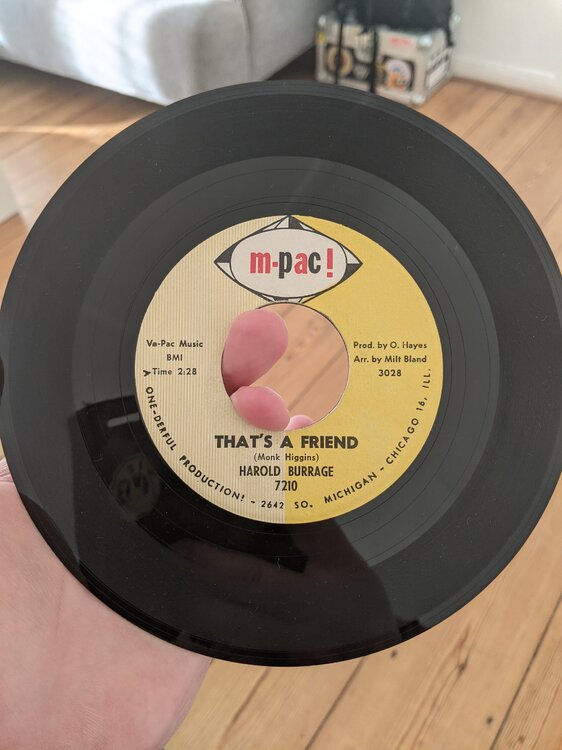 m-pac!
Va-Pac Music
BMI
Time 2:28
Prod. by O. Hayes
Arr. by Milt Bland
3028
THAT'S A FRIEND
(Monk Higgins)
HAROLD BURRAGE
7210
A ONE-DERFUL PRODUCTION! - 2642 SO. MICHIGAN - CHICAGO 16, ILL.